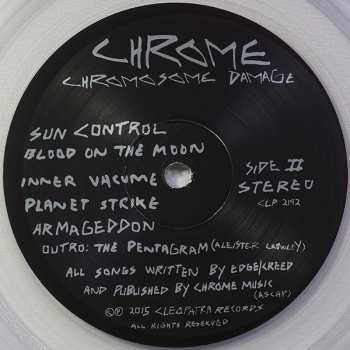 CHROME
CHROMOSOME DAMAGE
SUN CONTROL
BLOOD ON THE MOON
INNER VACUME
PLANET STRIKE
ARMAGEDDON
OUTRO: THE PENTAGRAM (ALEISTER CROWLEY)
SIDE II
STEREO
CLP 2192
ALL SONGS WRITTEN BY EDGE/CREED
AND PUBLISHED BY CHROME MUSIC
(ASCAP)
©℗ 2015 CLEOPATRA RECORDS
ALL RIGHTS RESERVED